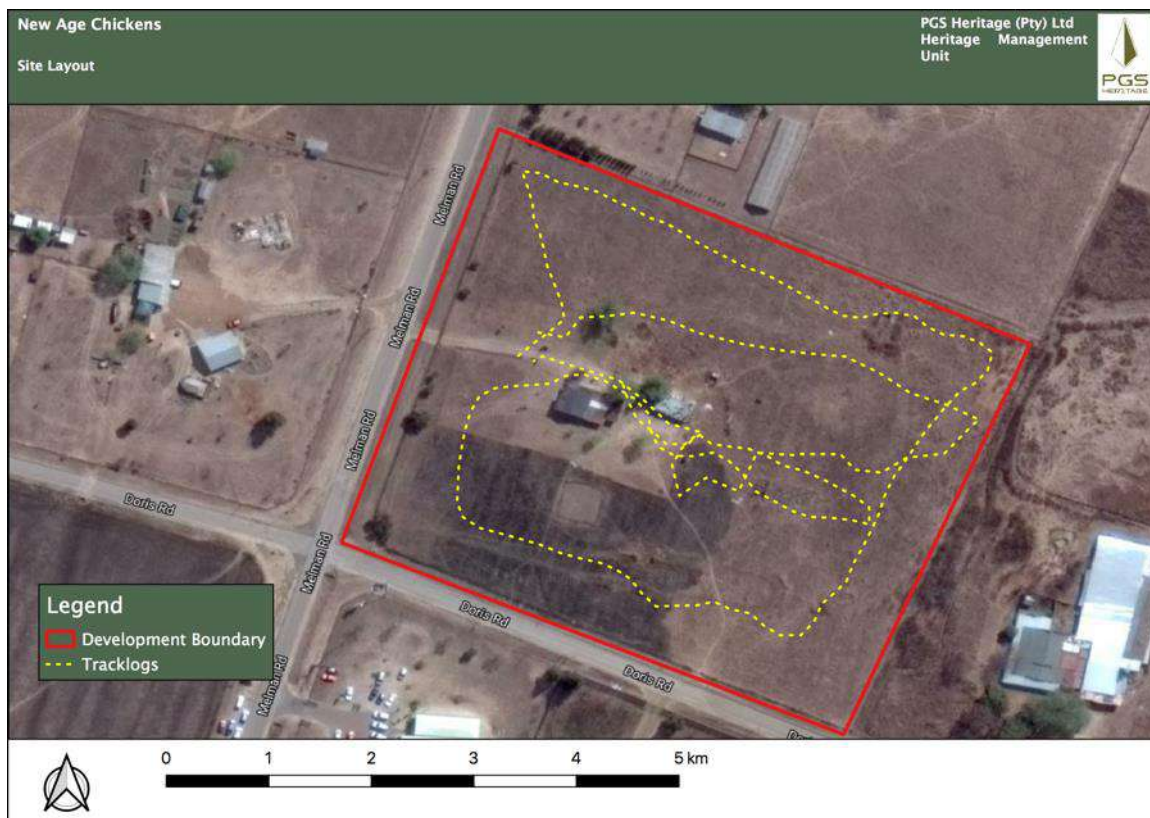 New Age Chickens
Site Layout
PGS Heritage (Pty) Ltd
Heritage Management
Unit
PGS
HERITAGE
Melman Rd
Melman Rd
Melman Rd
Doris Rd
Melman Rd
Doris Rd
Melman Rd
Doris Rd
Legend
Development Boundary
Tracklogs
0 1 2 3 4 5 km